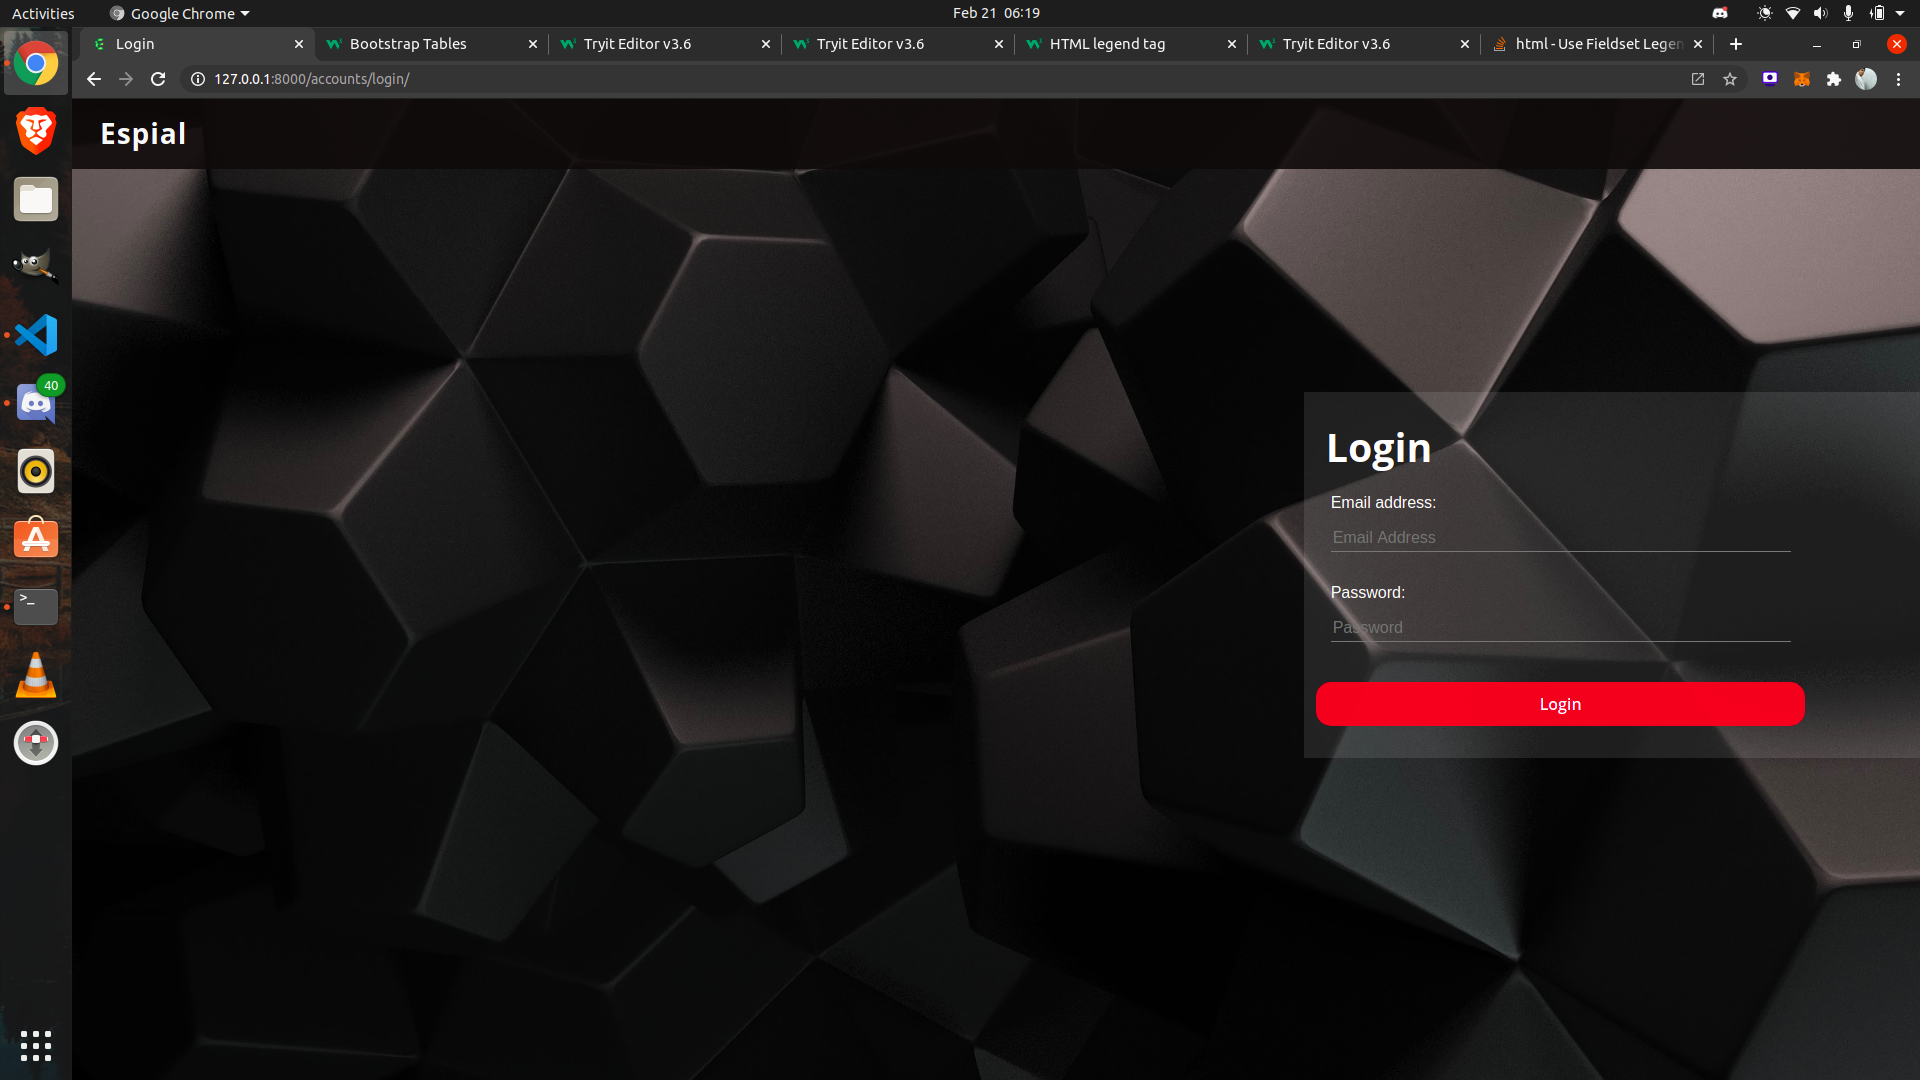 Activities
Google Chrome
Feb 21 06:19
Login
Bootstrap Tables
Tryit Editor v3.6
Tryit Editor v3.6
HTML legend tag
Tryit Editor v3.6
html - Use Fieldset Legen
127.0.0.1:8000/accounts/login/
Espial
40
>_
Login
Email address:
Email Address
Password:
Password
Login